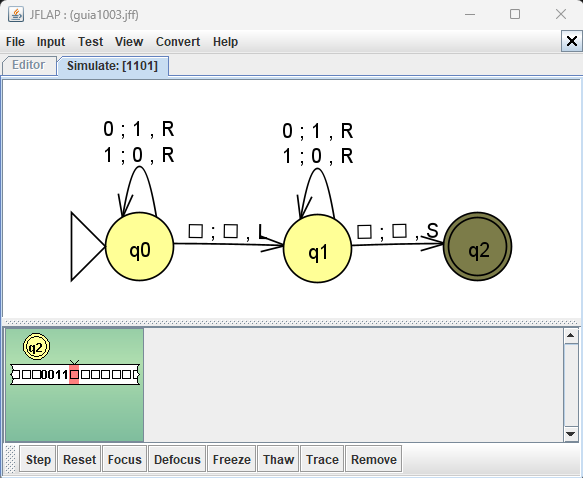 JFLAP : (guia1003.jff)
File Input Test View Convert Help
Editor Simulate: [1101]
0 ; 1 , R
1 ; 0 , R
0 ; 1 , R
1 ; 0 , R
q0
□ ; □ , L
q1
□ ; □ , S
q2
q2
□□□0011□□□□□□□
Step Reset Focus Defocus Freeze Thaw Trace Remove